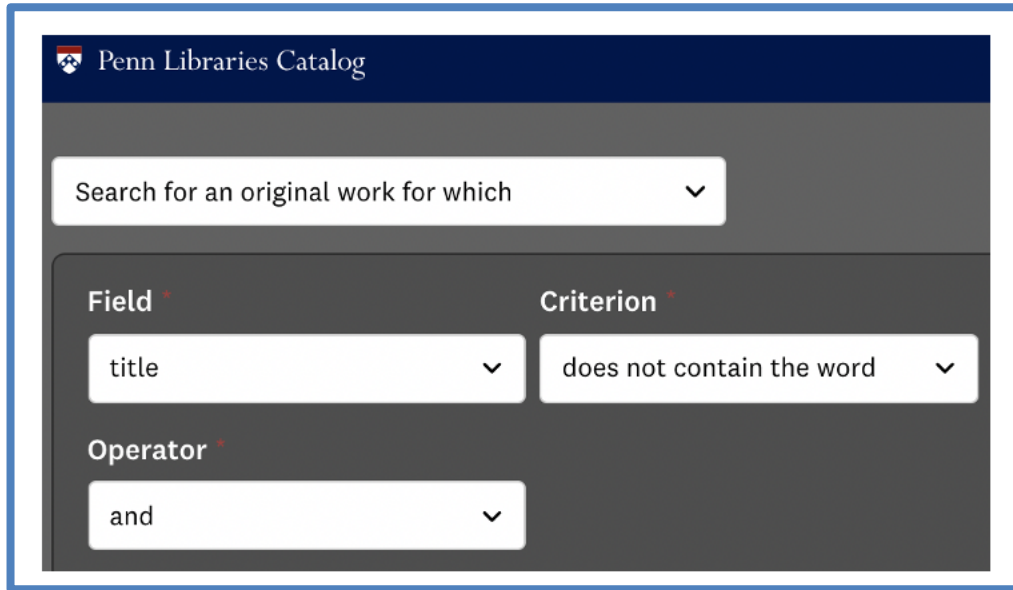 Penn Libraries Catalog
Search for an original work for which
Field * Criterion *
title does not contain the word
Operator *
and